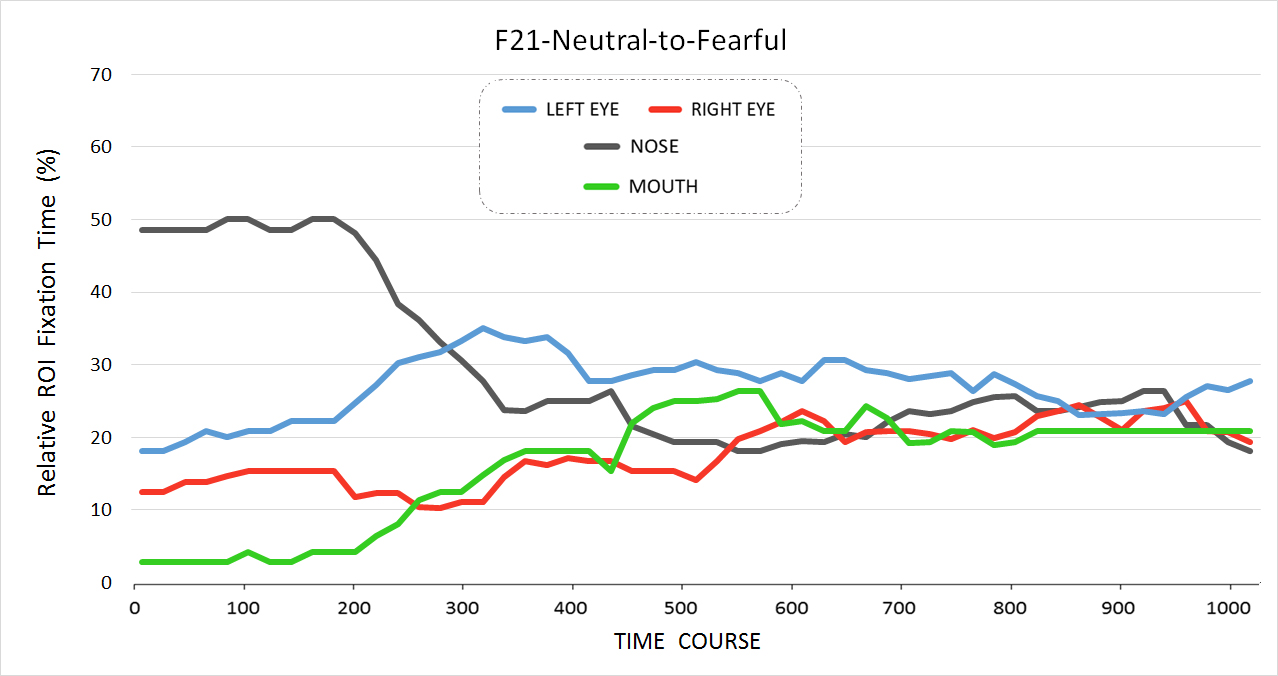 F21-Neutral-to-Fearful
70
LEFT EYE RIGHT EYE
60
NOSE
MOUTH
50
40
30
20
10
0
Relative ROI Fixation Time (%)
0 100 200 300 400 500 600 700 800 900 1000
TIME COURSE